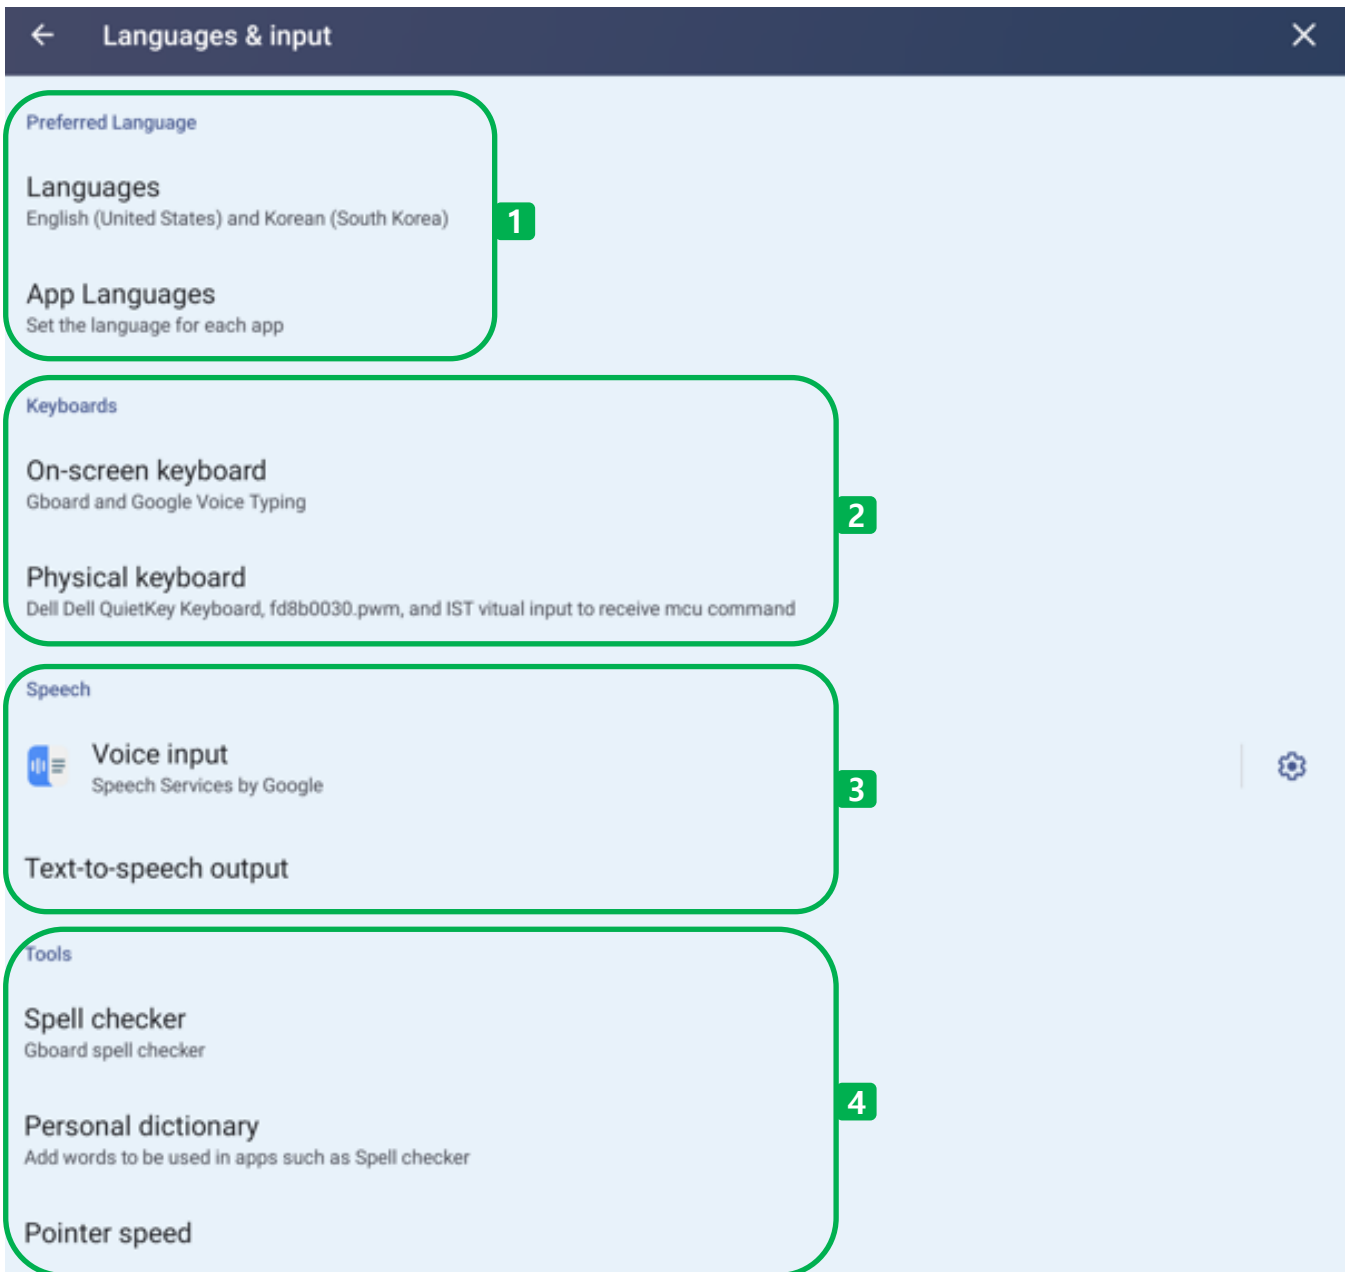 Languages & input
Preferred Language
Languages
English (United States) and Korean (South Korea)
1
App Languages
Set the language for each app
Keyboards
On-screen keyboard
Gboard and Google Voice Typing
2
Physical keyboard
Dell Dell QuietKey Keyboard, fd8b0030.pwm, and IST vitual input to receive mcu command
Speech
Voice input
Speech Services by Google
3
Text-to-speech output
Tools
Spell checker
Gboard spell checker
4
Personal dictionary
Add words to be used in apps such as Spell checker
Pointer speed